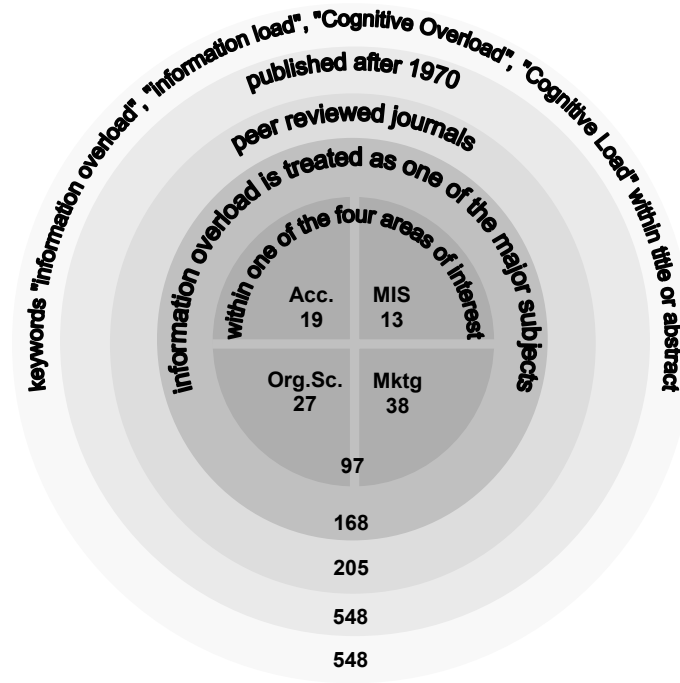 keywords "information overload", "information load", "Cognitive Overload", "Cognitive Load" within title or abstract
published after 1970
peer reviewed journals
information overload is treated as one of the major subjects
within one of the four areas of interest
Acc.
19
MIS
13
Org.Sc.
27
Mktg
38
97
168
205
548
548